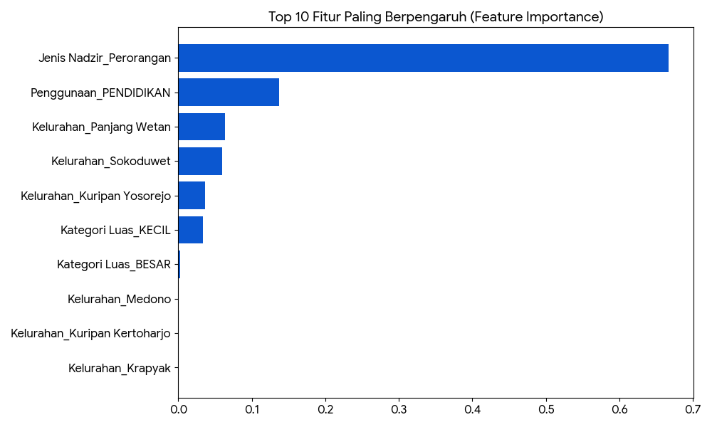 Top 10 Fitur Paling Berpengaruh (Feature Importance)
Jenis Nadzir_Perorangan
Penggunaan_PENDIDIKAN
Kelurahan_Panjang Wetan
Kelurahan_Sokoduwet
Kelurahan_Kuripan Yosorejo
Kategori Luas_KECIL
Kategori Luas_BESAR
Kelurahan_Medono
Kelurahan_Kuripan Kertoharjo
Kelurahan_Krapyak
0.0 0.1 0.2 0.3 0.4 0.5 0.6 0.7